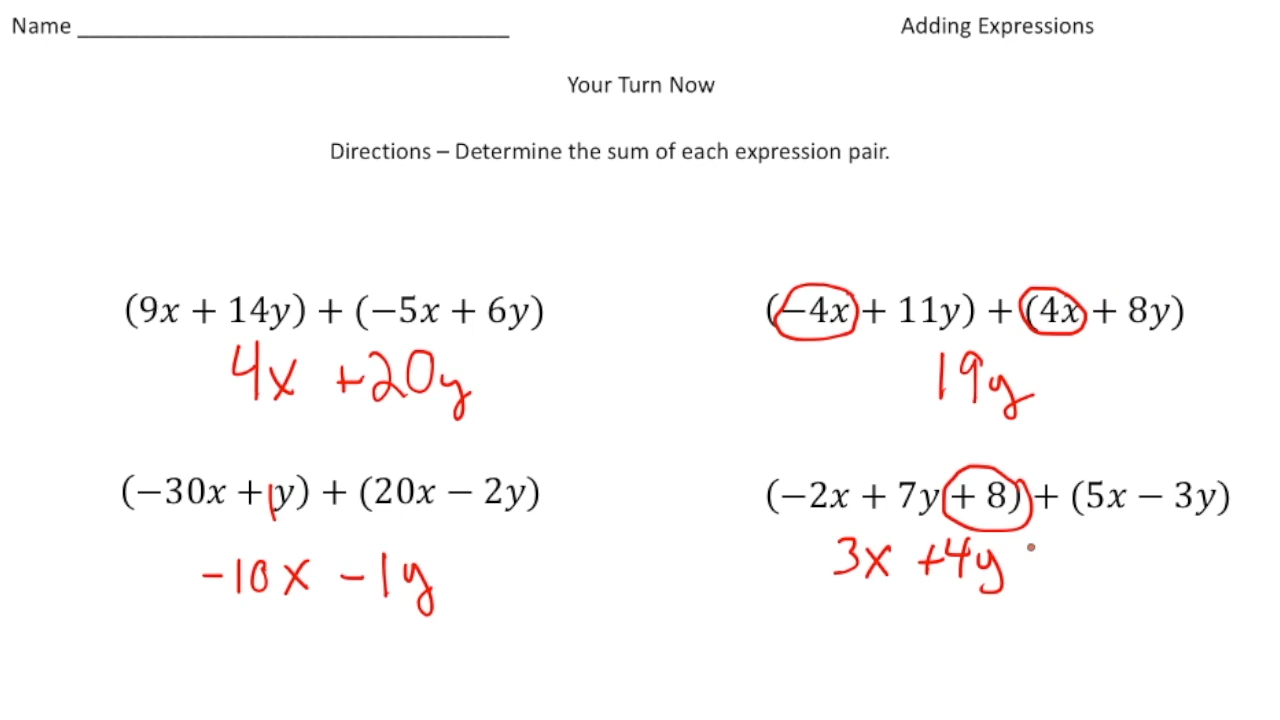 Name ___________________________________ Adding Expressions
Your Turn Now
Directions – Determine the sum of each expression pair.
(9x + 14y) + (−5x + 6y) (−4x + 11y) + (4x + 8y)
4x +20y 19y
(−30x + 1y) + (20x − 2y) (−2x + 7y + 8) + (5x − 3y)
-10x -1y 3x +4y